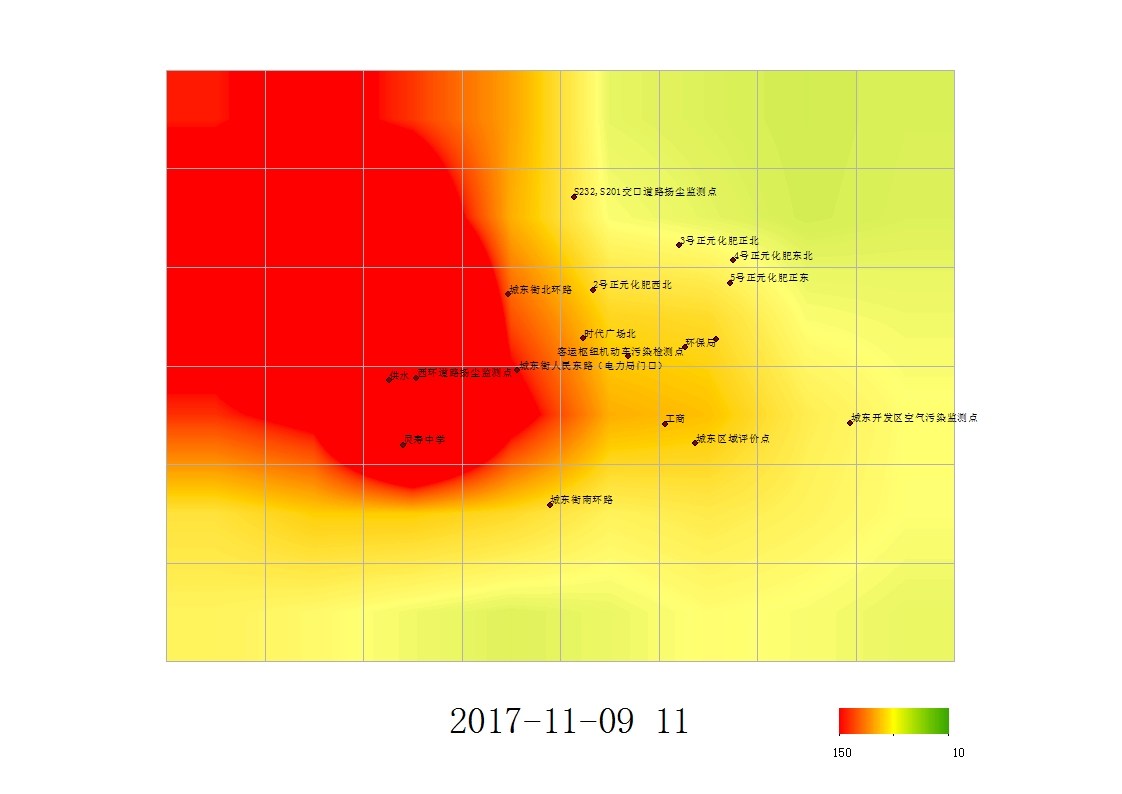 S232,S201交口道路扬尘监测点
3号正元化肥正北
4号正元化肥东北
5号正元化肥正东
2号正元化肥西北
城东街北环路
时代广场北
环保局
客运枢纽机动车污染检测点
城东街人民东路（电力局门口）
西环道路扬尘监测点
供水
工商
城东开发区空气污染监测点
城东区域评价点
灵寿中学
城东街南环路
2017-11-09 11
150
10